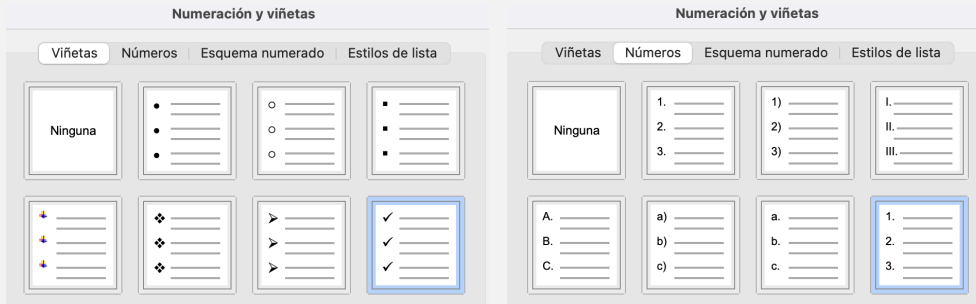 Numeración y viñetas
Viñetas Números Esquema numerado Estilos de lista
Ninguna
Numeración y viñetas
Viñetas Números Esquema numerado Estilos de lista
Ninguna
1.
2.
3.
1)
2)
3)
I.
II.
III.
A.
B.
C.
a)
b)
c)
a.
b.
c.
1.
2.
3.